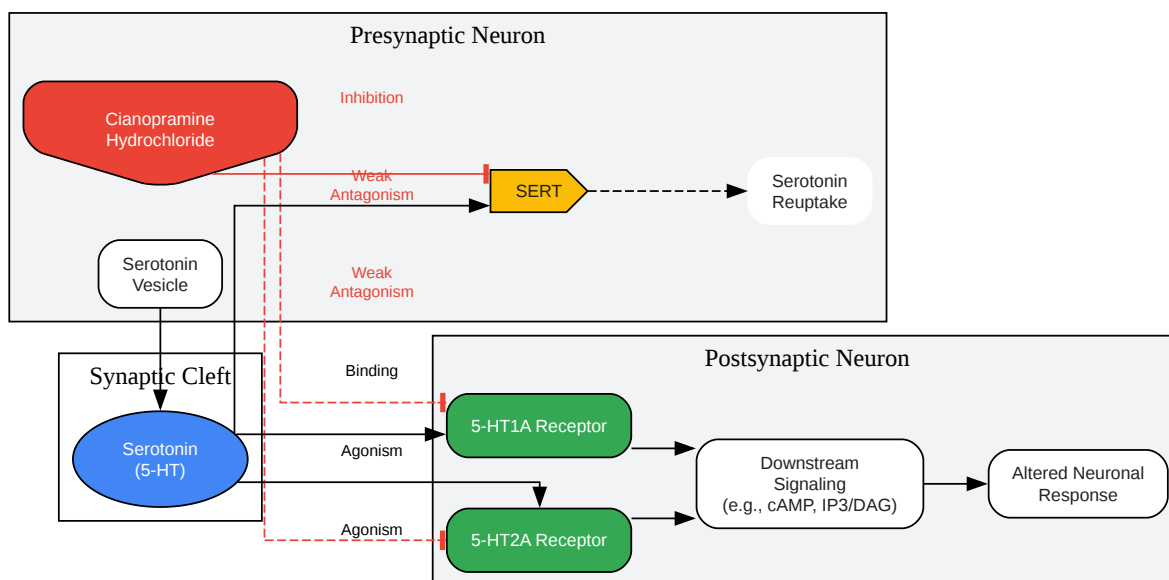 Presynaptic Neuron
Cianopramine
Hydrochloride
Inhibition
Weak
Antagonism
SERT
Serotonin
Reuptake
Serotonin
Vesicle
Weak
Antagonism
Synaptic Cleft
Postsynaptic Neuron
Binding
Serotonin
(5-HT)
Agonism
5-HT1A Receptor
Agonism
5-HT2A Receptor
Downstream
Signaling
(e.g., cAMP, IP3/DAG)
Altered Neuronal
Response